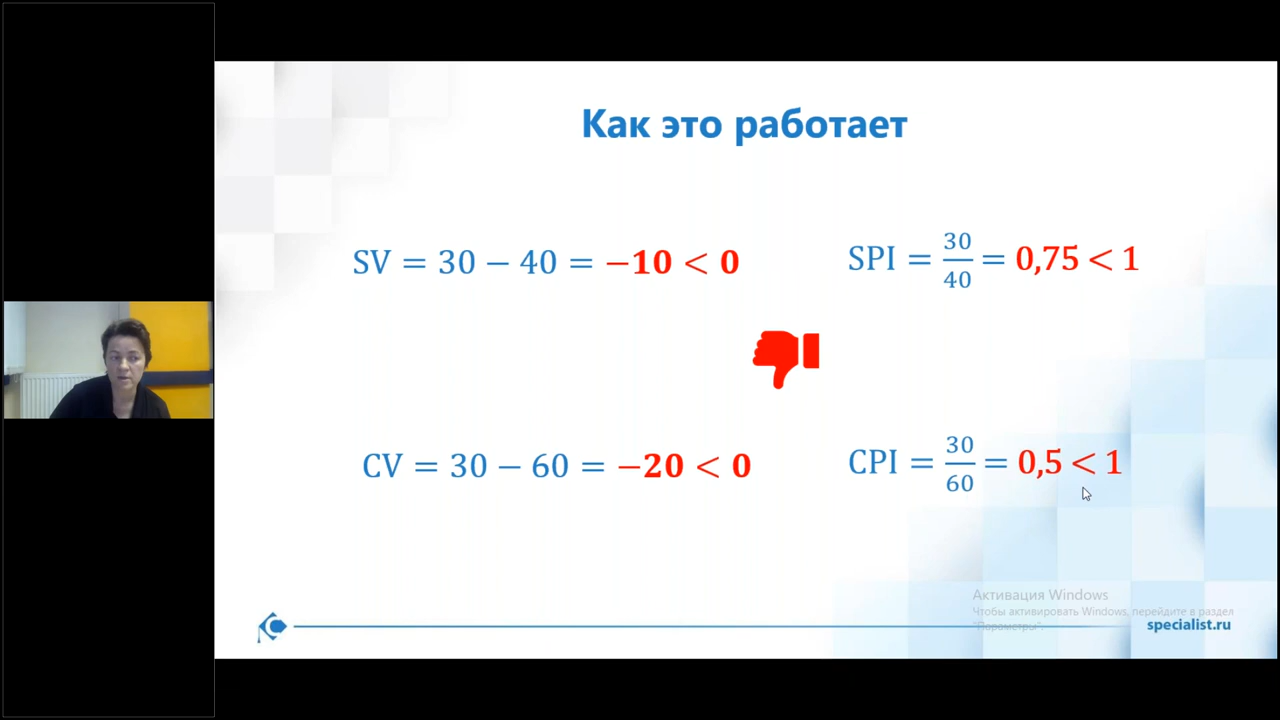 Как это работает
SV = 30 − 40 = −10 < 0
SPI = 30/40 = 0,75 < 1
CV = 30 − 60 = −20 < 0
CPI = 30/60 = 0,5 < 1
Активация Windows
Чтобы активировать Windows, перейдите в раздел
"Параметры".
specialist.ru